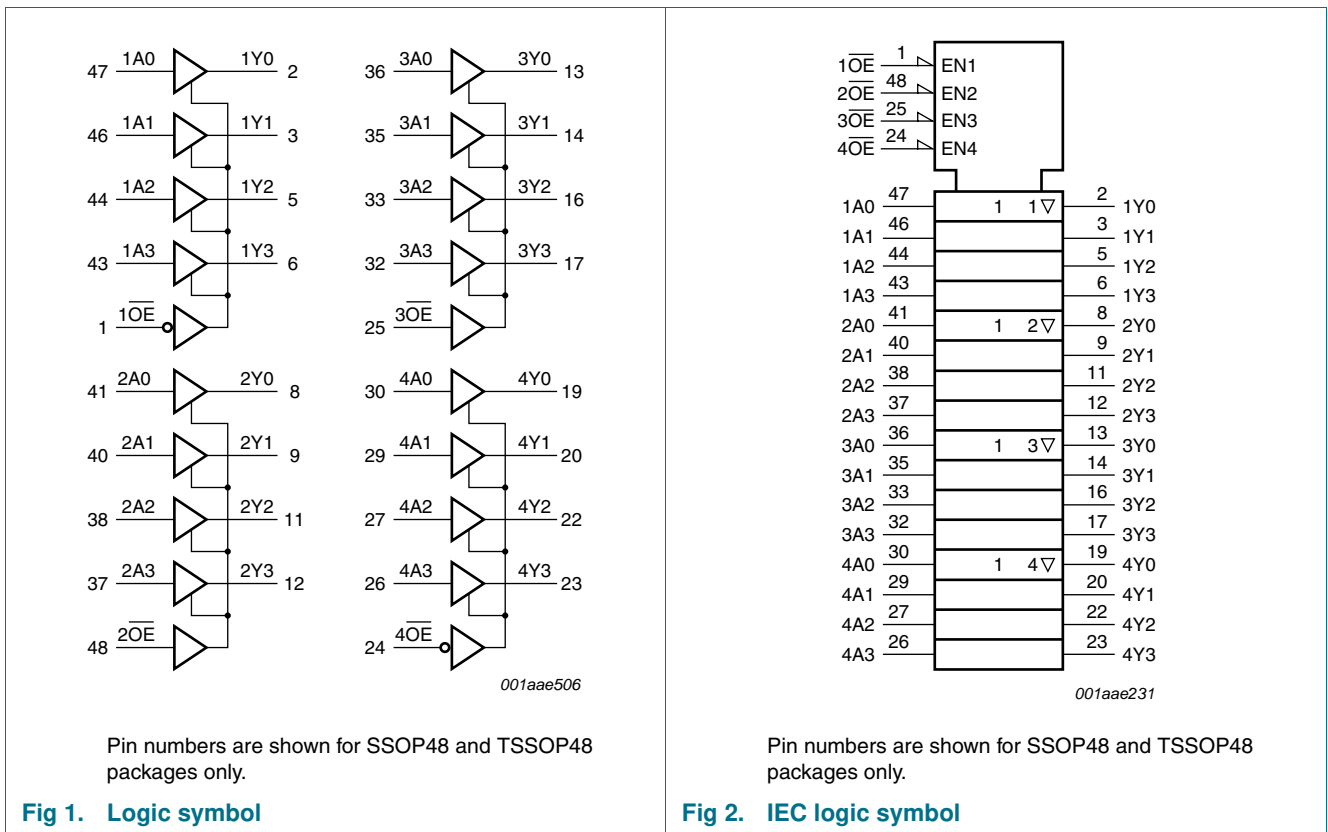 47 1A0 1Y0 2
46 1A1 1Y1 3
44 1A2 1Y2 5
43 1A3 1Y3 6
1 1O̅E̅
41 2A0 2Y0 8
40 2A1 2Y1 9
38 2A2 2Y2 11
37 2A3 2Y3 12
48 2O̅E̅
36 3A0 3Y0 13
35 3A1 3Y1 14
33 3A2 3Y2 16
32 3A3 3Y3 17
25 3O̅E̅
30 4A0 4Y0 19
29 4A1 4Y1 20
27 4A2 4Y2 22
26 4A3 4Y3 23
24 4O̅E̅
001aae506
Pin numbers are shown for SSOP48 and TSSOP48
packages only.
Fig 1. Logic symbol
1O̅E̅ 1 EN1
2O̅E̅ 48 EN2
3O̅E̅ 25 EN3
4O̅E̅ 24 EN4
1A0 47 1 1▽ 2 1Y0
1A1 46 3 1Y1
1A2 44 5 1Y2
1A3 43 6 1Y3
2A0 41 1 2▽ 8 2Y0
2A1 40 9 2Y1
2A2 38 11 2Y2
2A3 37 12 2Y3
3A0 36 1 3▽ 13 3Y0
3A1 35 14 3Y1
3A2 33 16 3Y2
3A3 32 17 3Y3
4A0 30 1 4▽ 19 4Y0
4A1 29 20 4Y1
4A2 27 22 4Y2
4A3 26 23 4Y3
001aae231
Pin numbers are shown for SSOP48 and TSSOP48
packages only.
Fig 2. IEC logic symbol